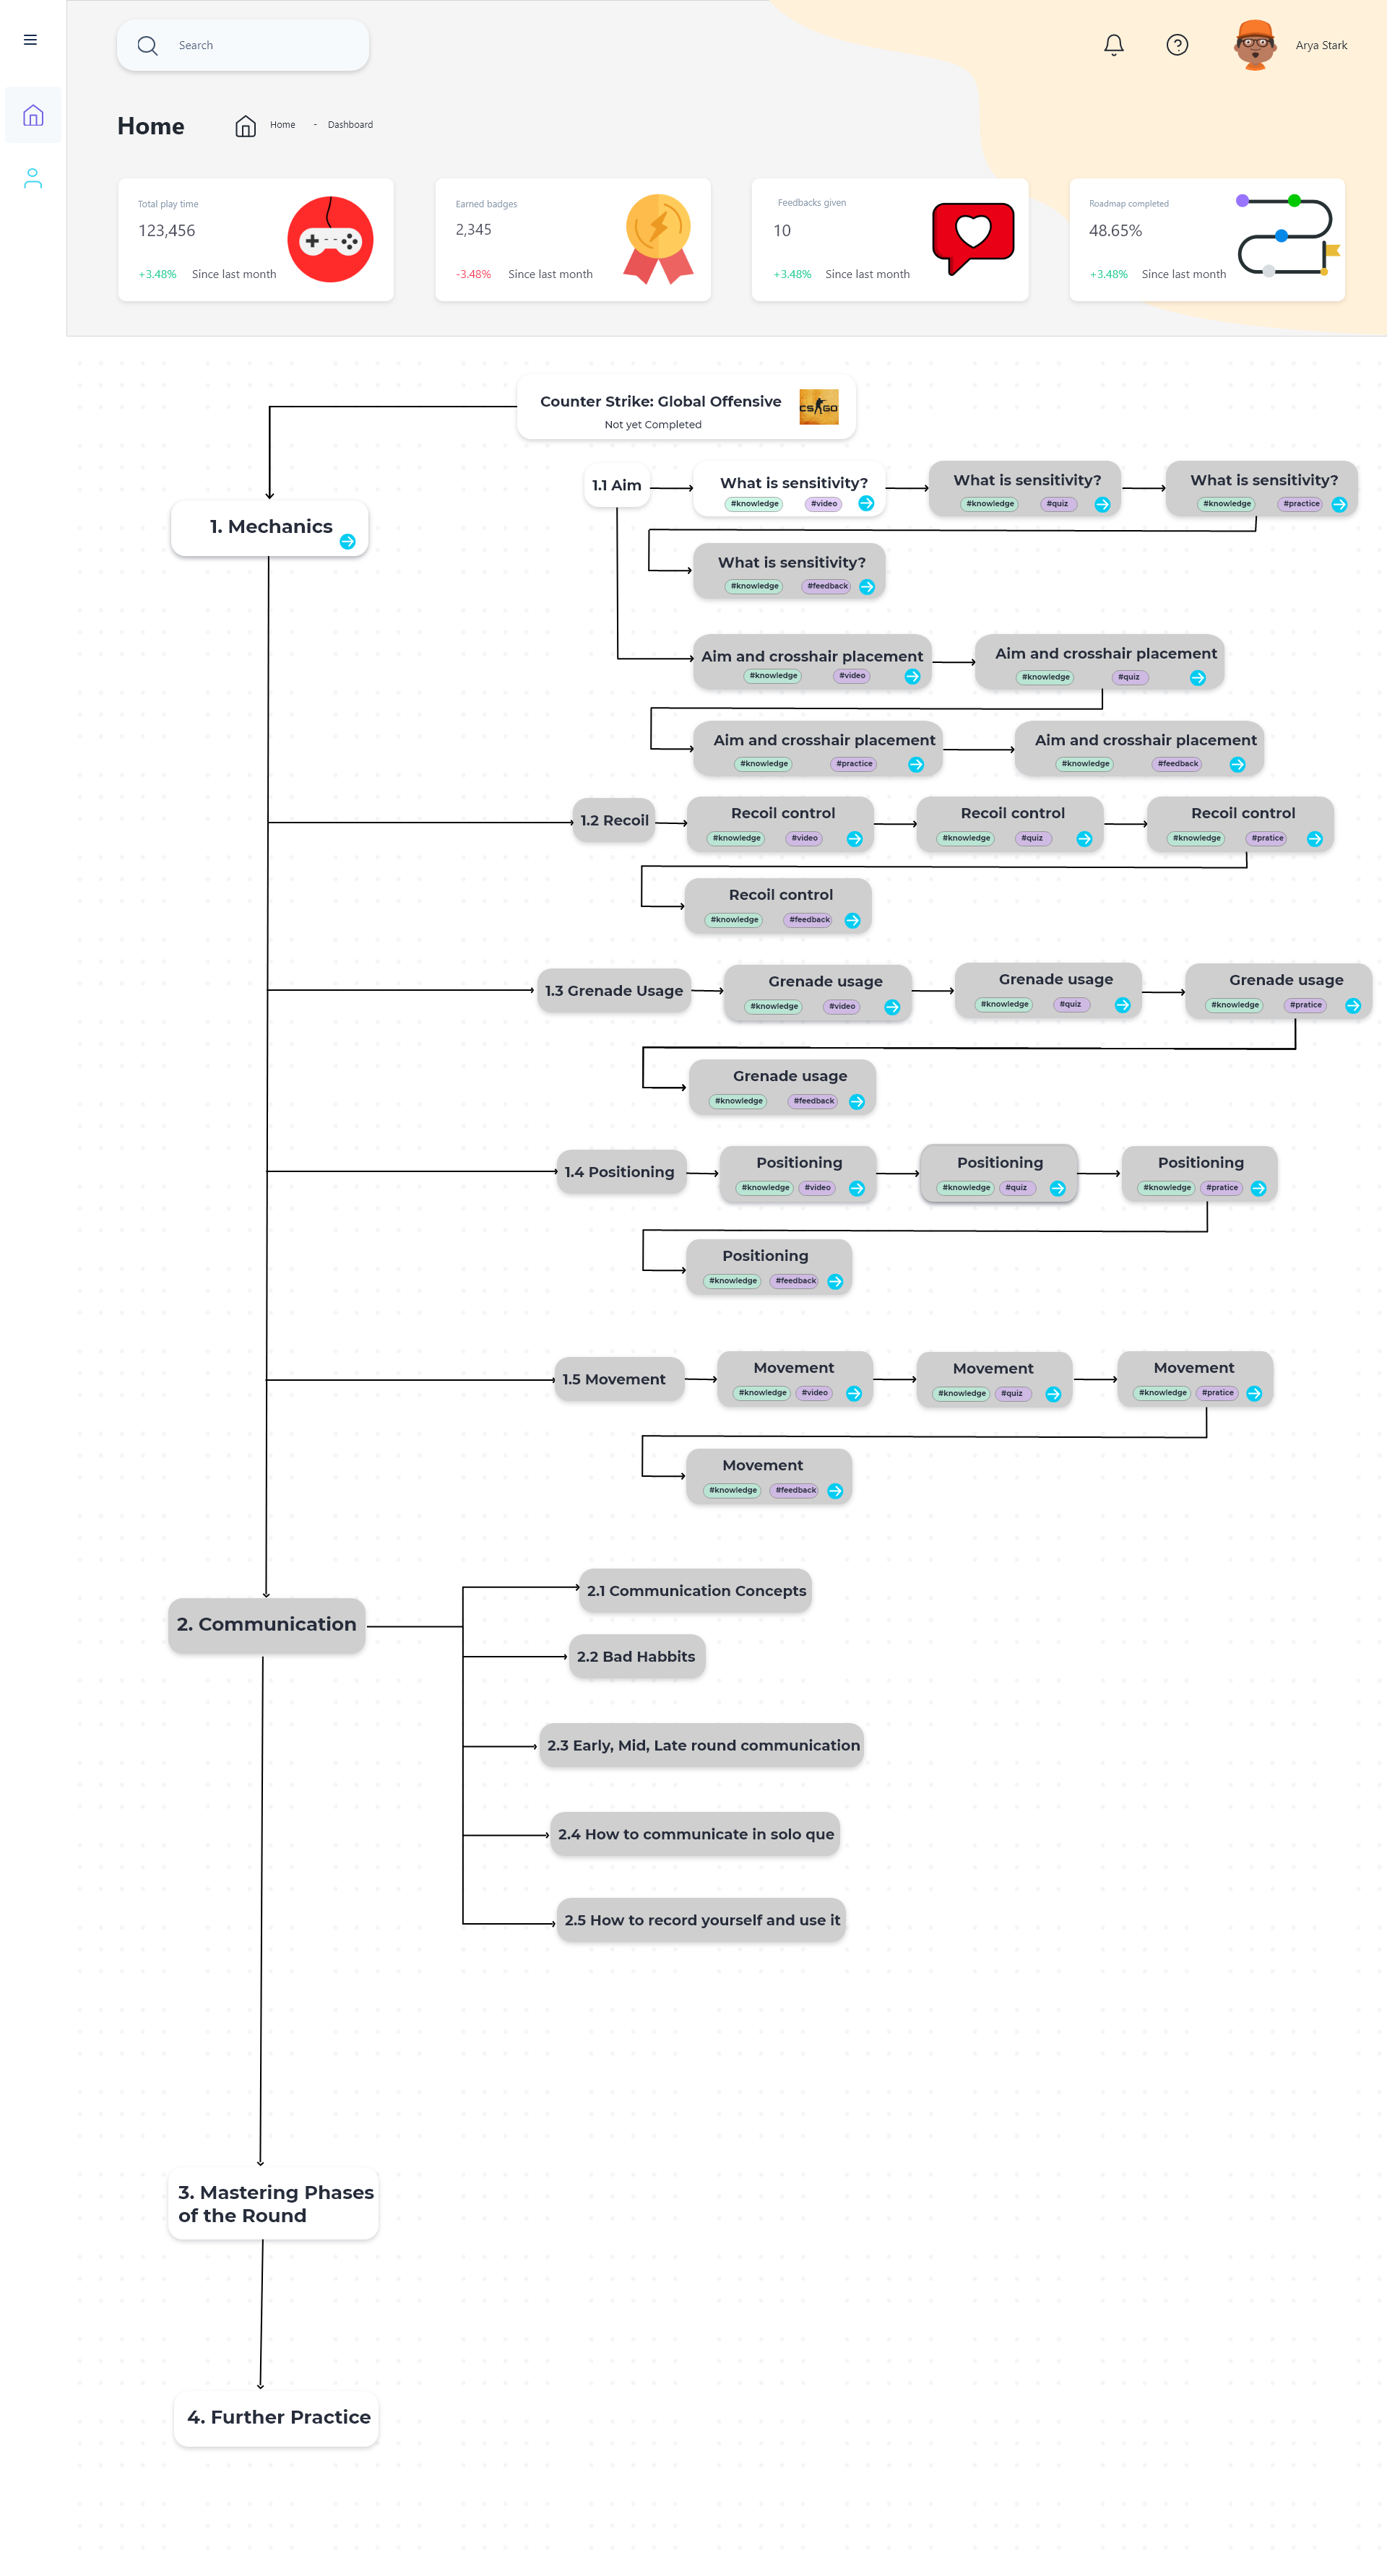 Search
Arya Stark
Home
Home - Dashboard
Total play time
123,456
+3.48% Since last month
Earned badges
2,345
-3.48% Since last month
Feedbacks given
10
+3.48% Since last month
Roadmap completed
48.65%
+3.48% Since last month
Counter Strike: Global Offensive
Not yet Completed
CS GO
1. Mechanics
1.1 Aim
What is sensitivity?
#knowledge #video
What is sensitivity?
#knowledge #quiz
What is sensitivity?
#knowledge #practice
What is sensitivity?
#knowledge #feedback
Aim and crosshair placement
#knowledge #video
Aim and crosshair placement
#knowledge #quiz
Aim and crosshair placement
#knowledge #practice
Aim and crosshair placement
#knowledge #feedback
1.2 Recoil
Recoil control
#knowledge #video
Recoil control
#knowledge #quiz
Recoil control
#knowledge #pratice
Recoil control
#knowledge #feedback
1.3 Grenade Usage
Grenade usage
#knowledge #video
Grenade usage
#knowledge #quiz
Grenade usage
#knowledge #pratice
Grenade usage
#knowledge #feedback
1.4 Positioning
Positioning
#knowledge #video
Positioning
#knowledge #quiz
Positioning
#knowledge #pratice
Positioning
#knowledge #feedback
1.5 Movement
Movement
#knowledge #video
Movement
#knowledge #quiz
Movement
#knowledge #pratice
Movement
#knowledge #feedback
2. Communication
2.1 Communication Concepts
2.2 Bad Habbits
2.3 Early, Mid, Late round communication
2.4 How to communicate in solo que
2.5 How to record yourself and use it
3. Mastering Phases
of the Round
4. Further Practice